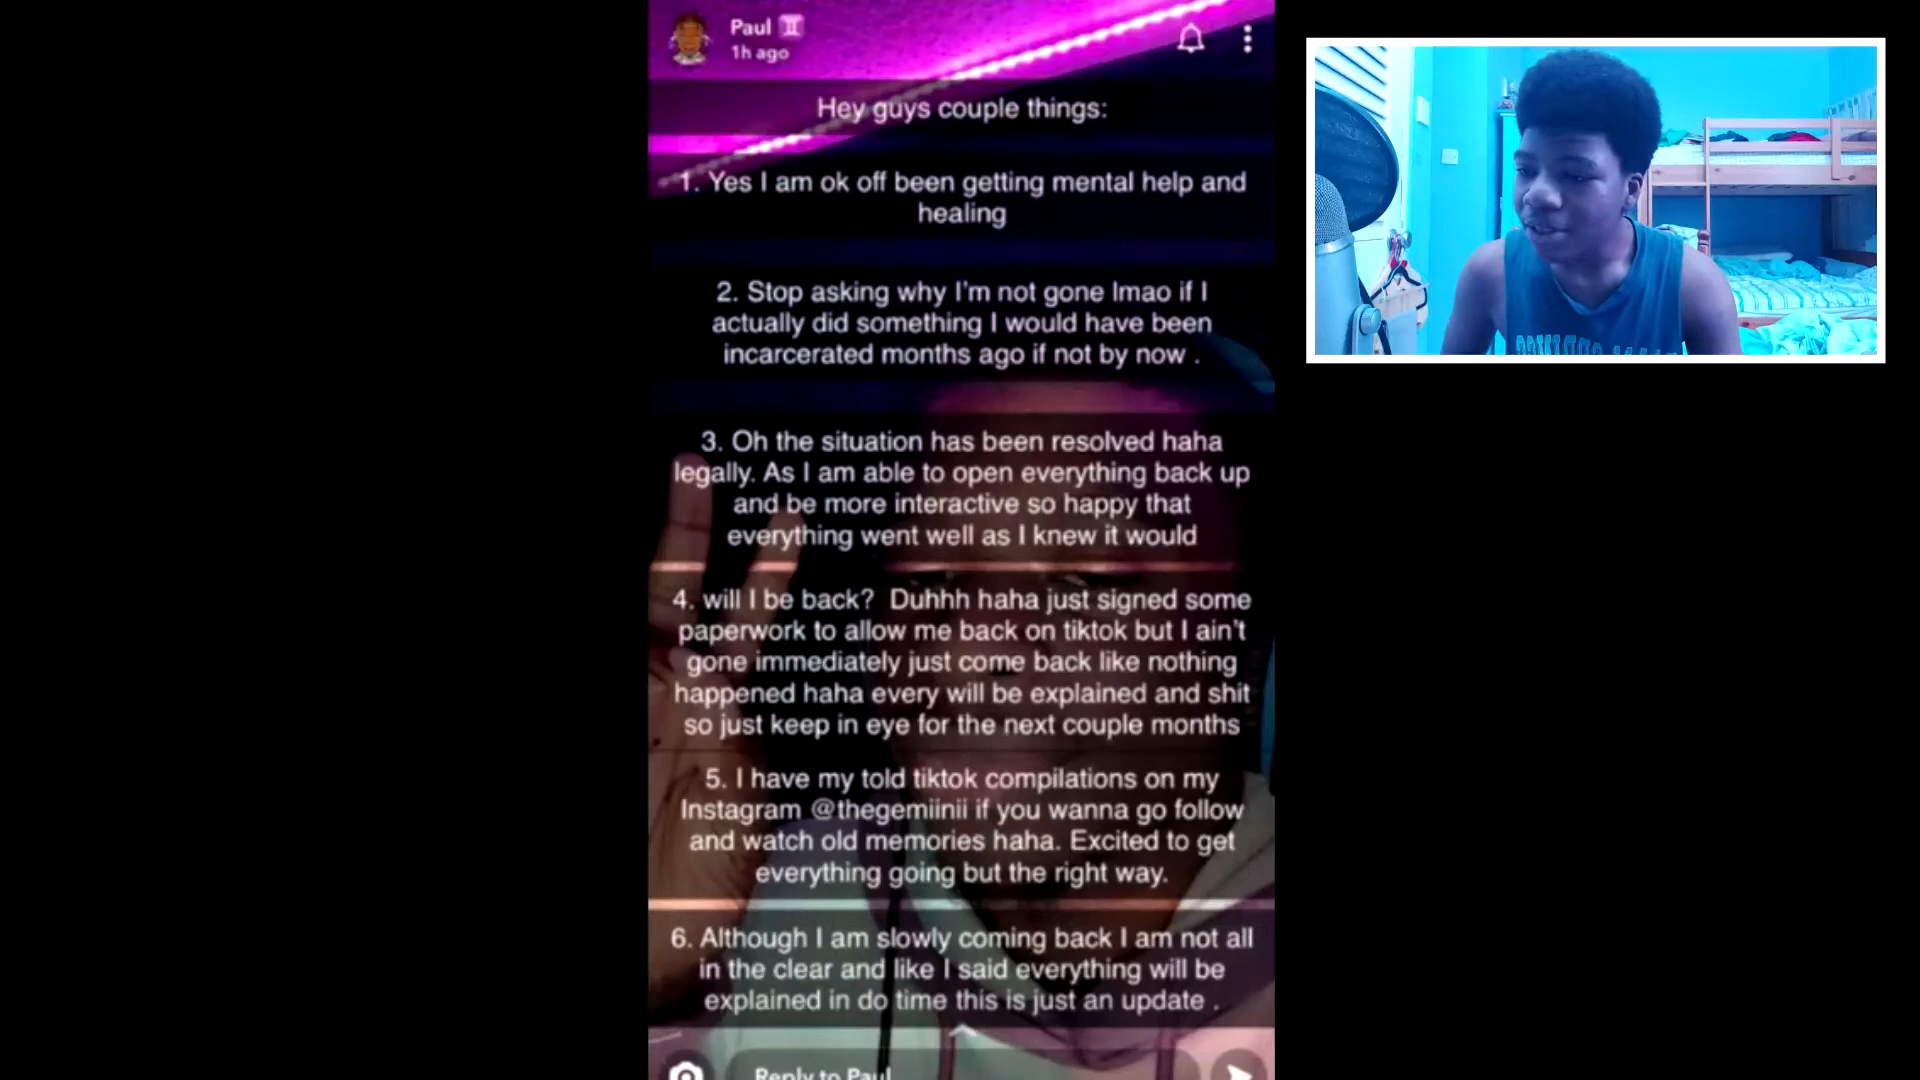 Paul ♊
1h ago
Hey guys couple things:
1. Yes I am ok off been getting mental help and
healing
2. Stop asking why I'm not gone lmao if I
actually did something I would have been
incarcerated months ago if not by now .
3. Oh the situation has been resolved haha
legally. As I am able to open everything back up
and be more interactive so happy that
everything went well as I knew it would
4. will I be back?  Duhhh haha just signed some
paperwork to allow me back on tiktok but I ain't
gone immediately just come back like nothing
happened haha every will be explained and shit
so just keep in eye for the next couple months
5. I have my told tiktok compilations on my
Instagram @thegemiinii if you wanna go follow
and watch old memories haha. Excited to get
everything going but the right way.
6. Although I am slowly coming back I am not all
in the clear and like I said everything will be
explained in do time this is just an update .
Reply to Paul